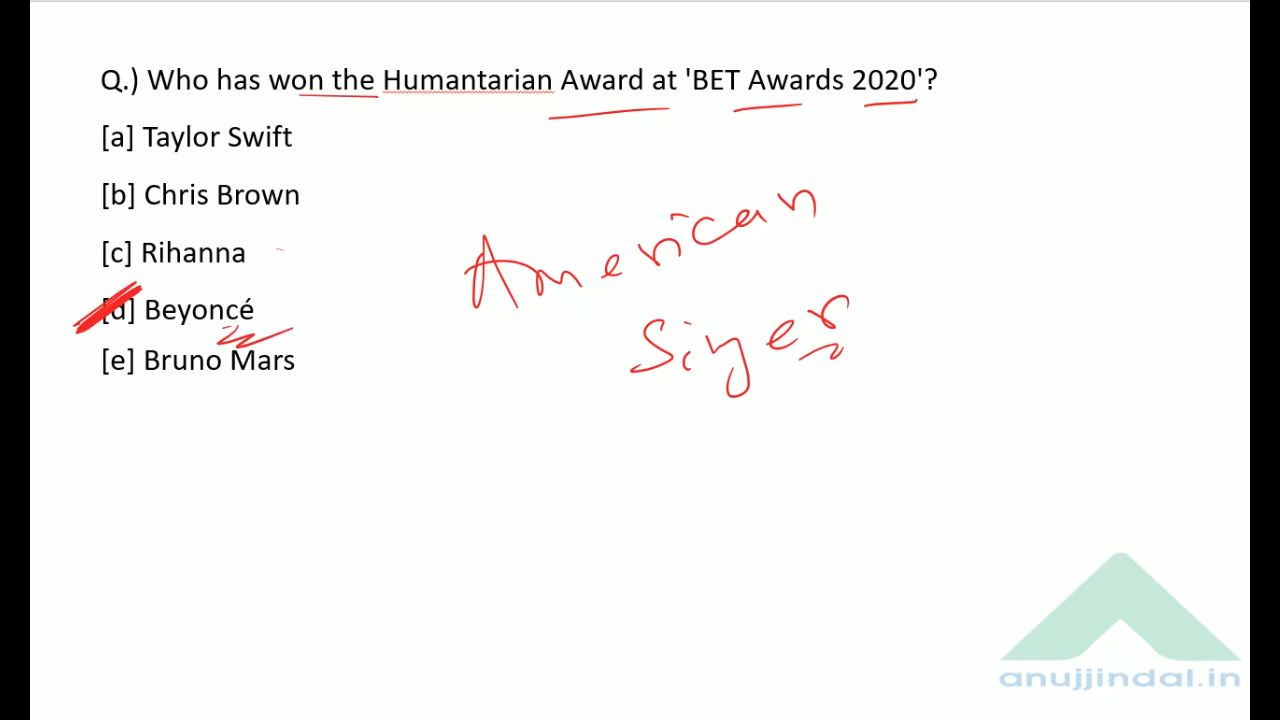 Q.) Who has won the Humantarian Award at 'BET Awards 2020'?
[a] Taylor Swift
[b] Chris Brown
[c] Rihanna
[d] Beyoncé
[e] Bruno Mars
American
Siyer
anujjindal.in